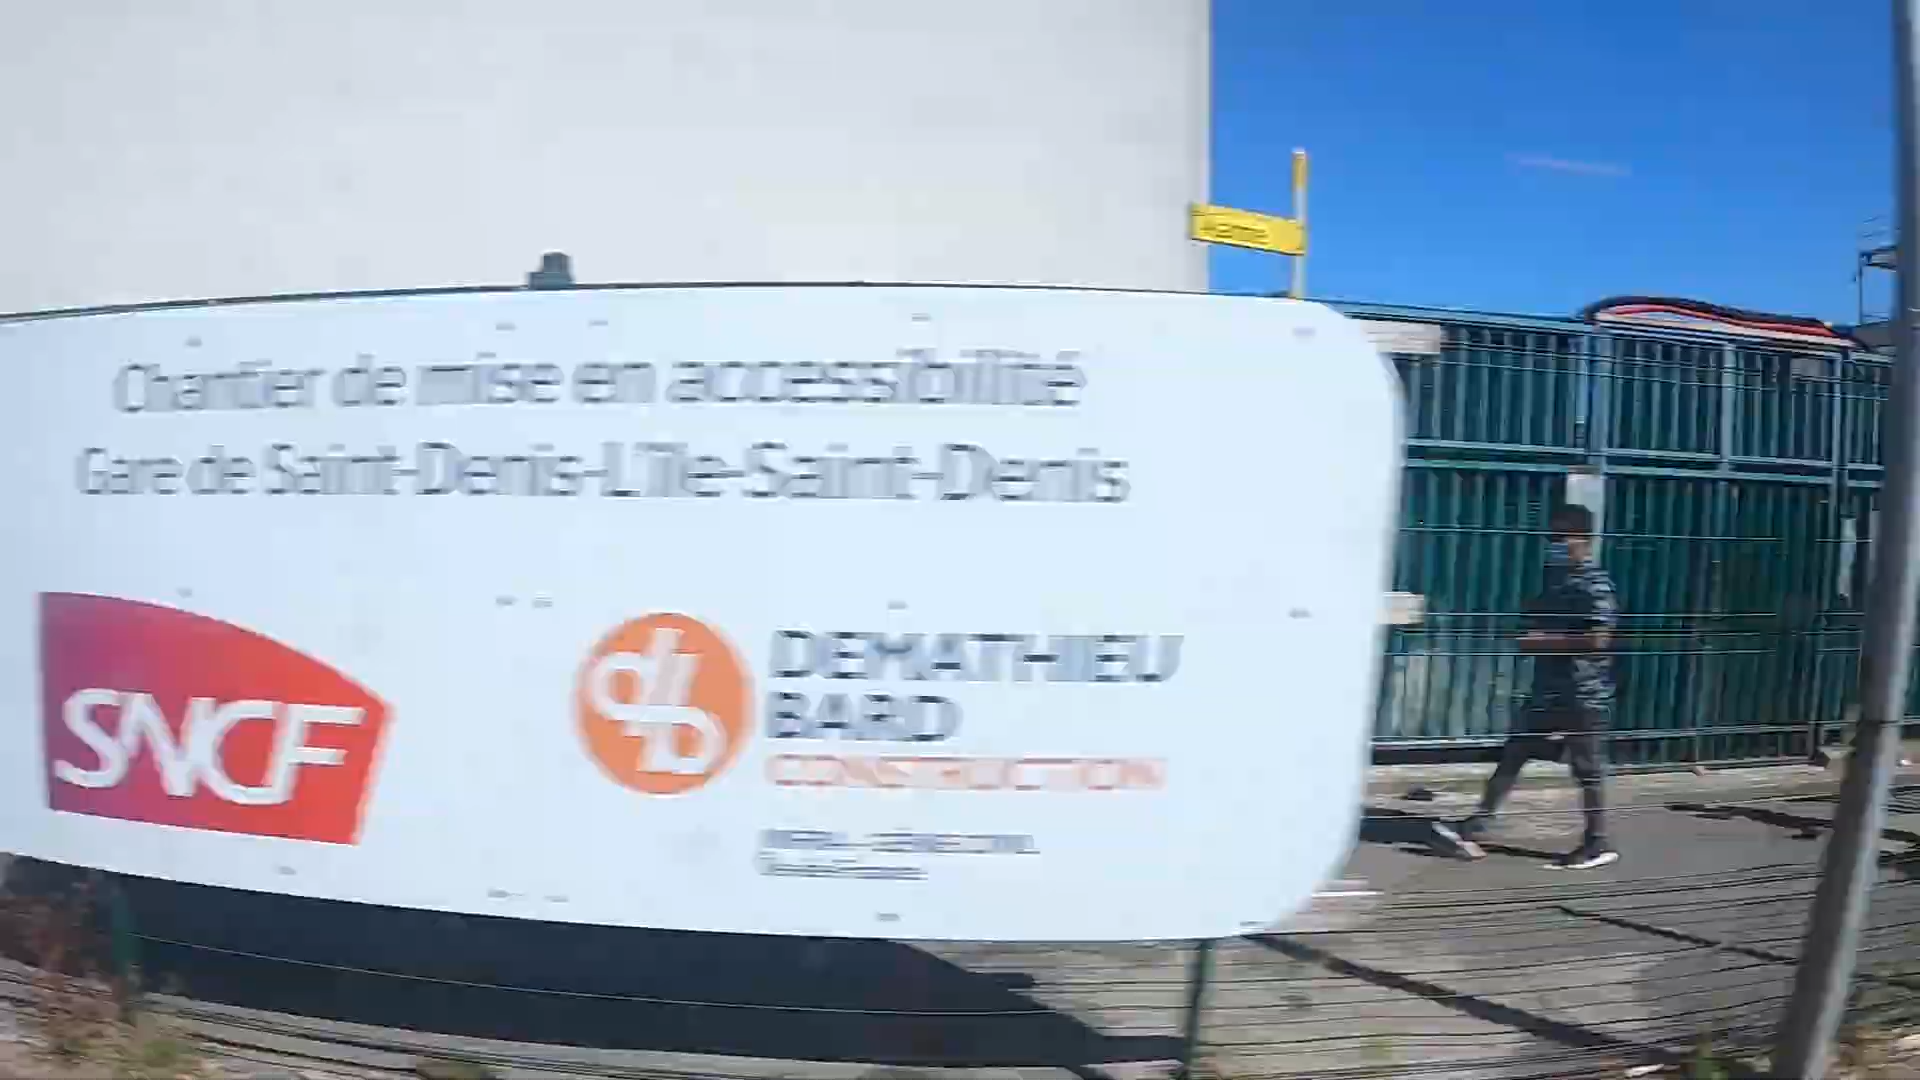 Chantier de mise en accessibilité
Gare de Saint-Denis-L'île-Saint-Denis
SNCF
DEMATHIEU
BARD
CONSTRUCTION